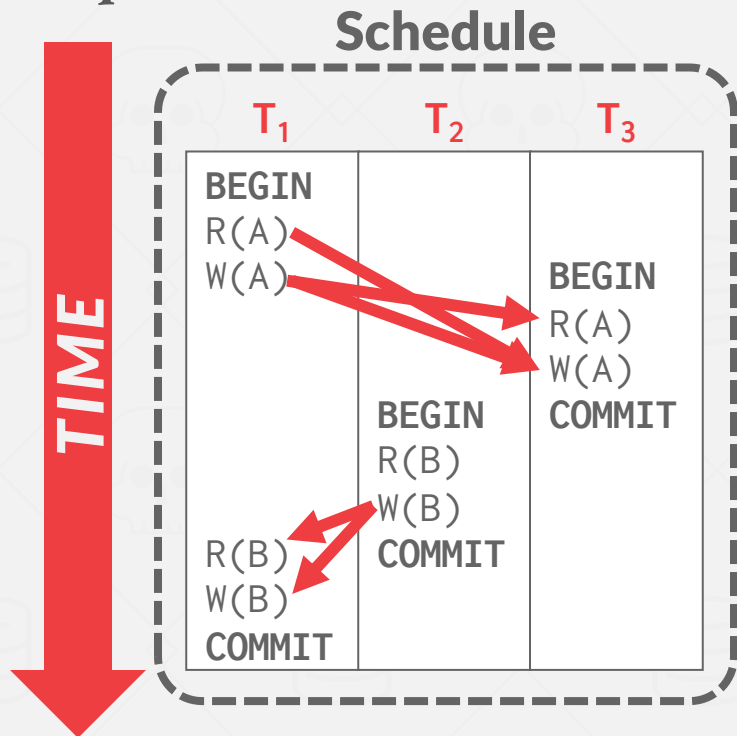 Schedule
TIME
T₁ T₂ T₃
BEGIN
R(A)
W(A) BEGIN
R(A)
W(A)
BEGIN COMMIT
R(B)
W(B)
R(B) COMMIT
W(B)
COMMIT